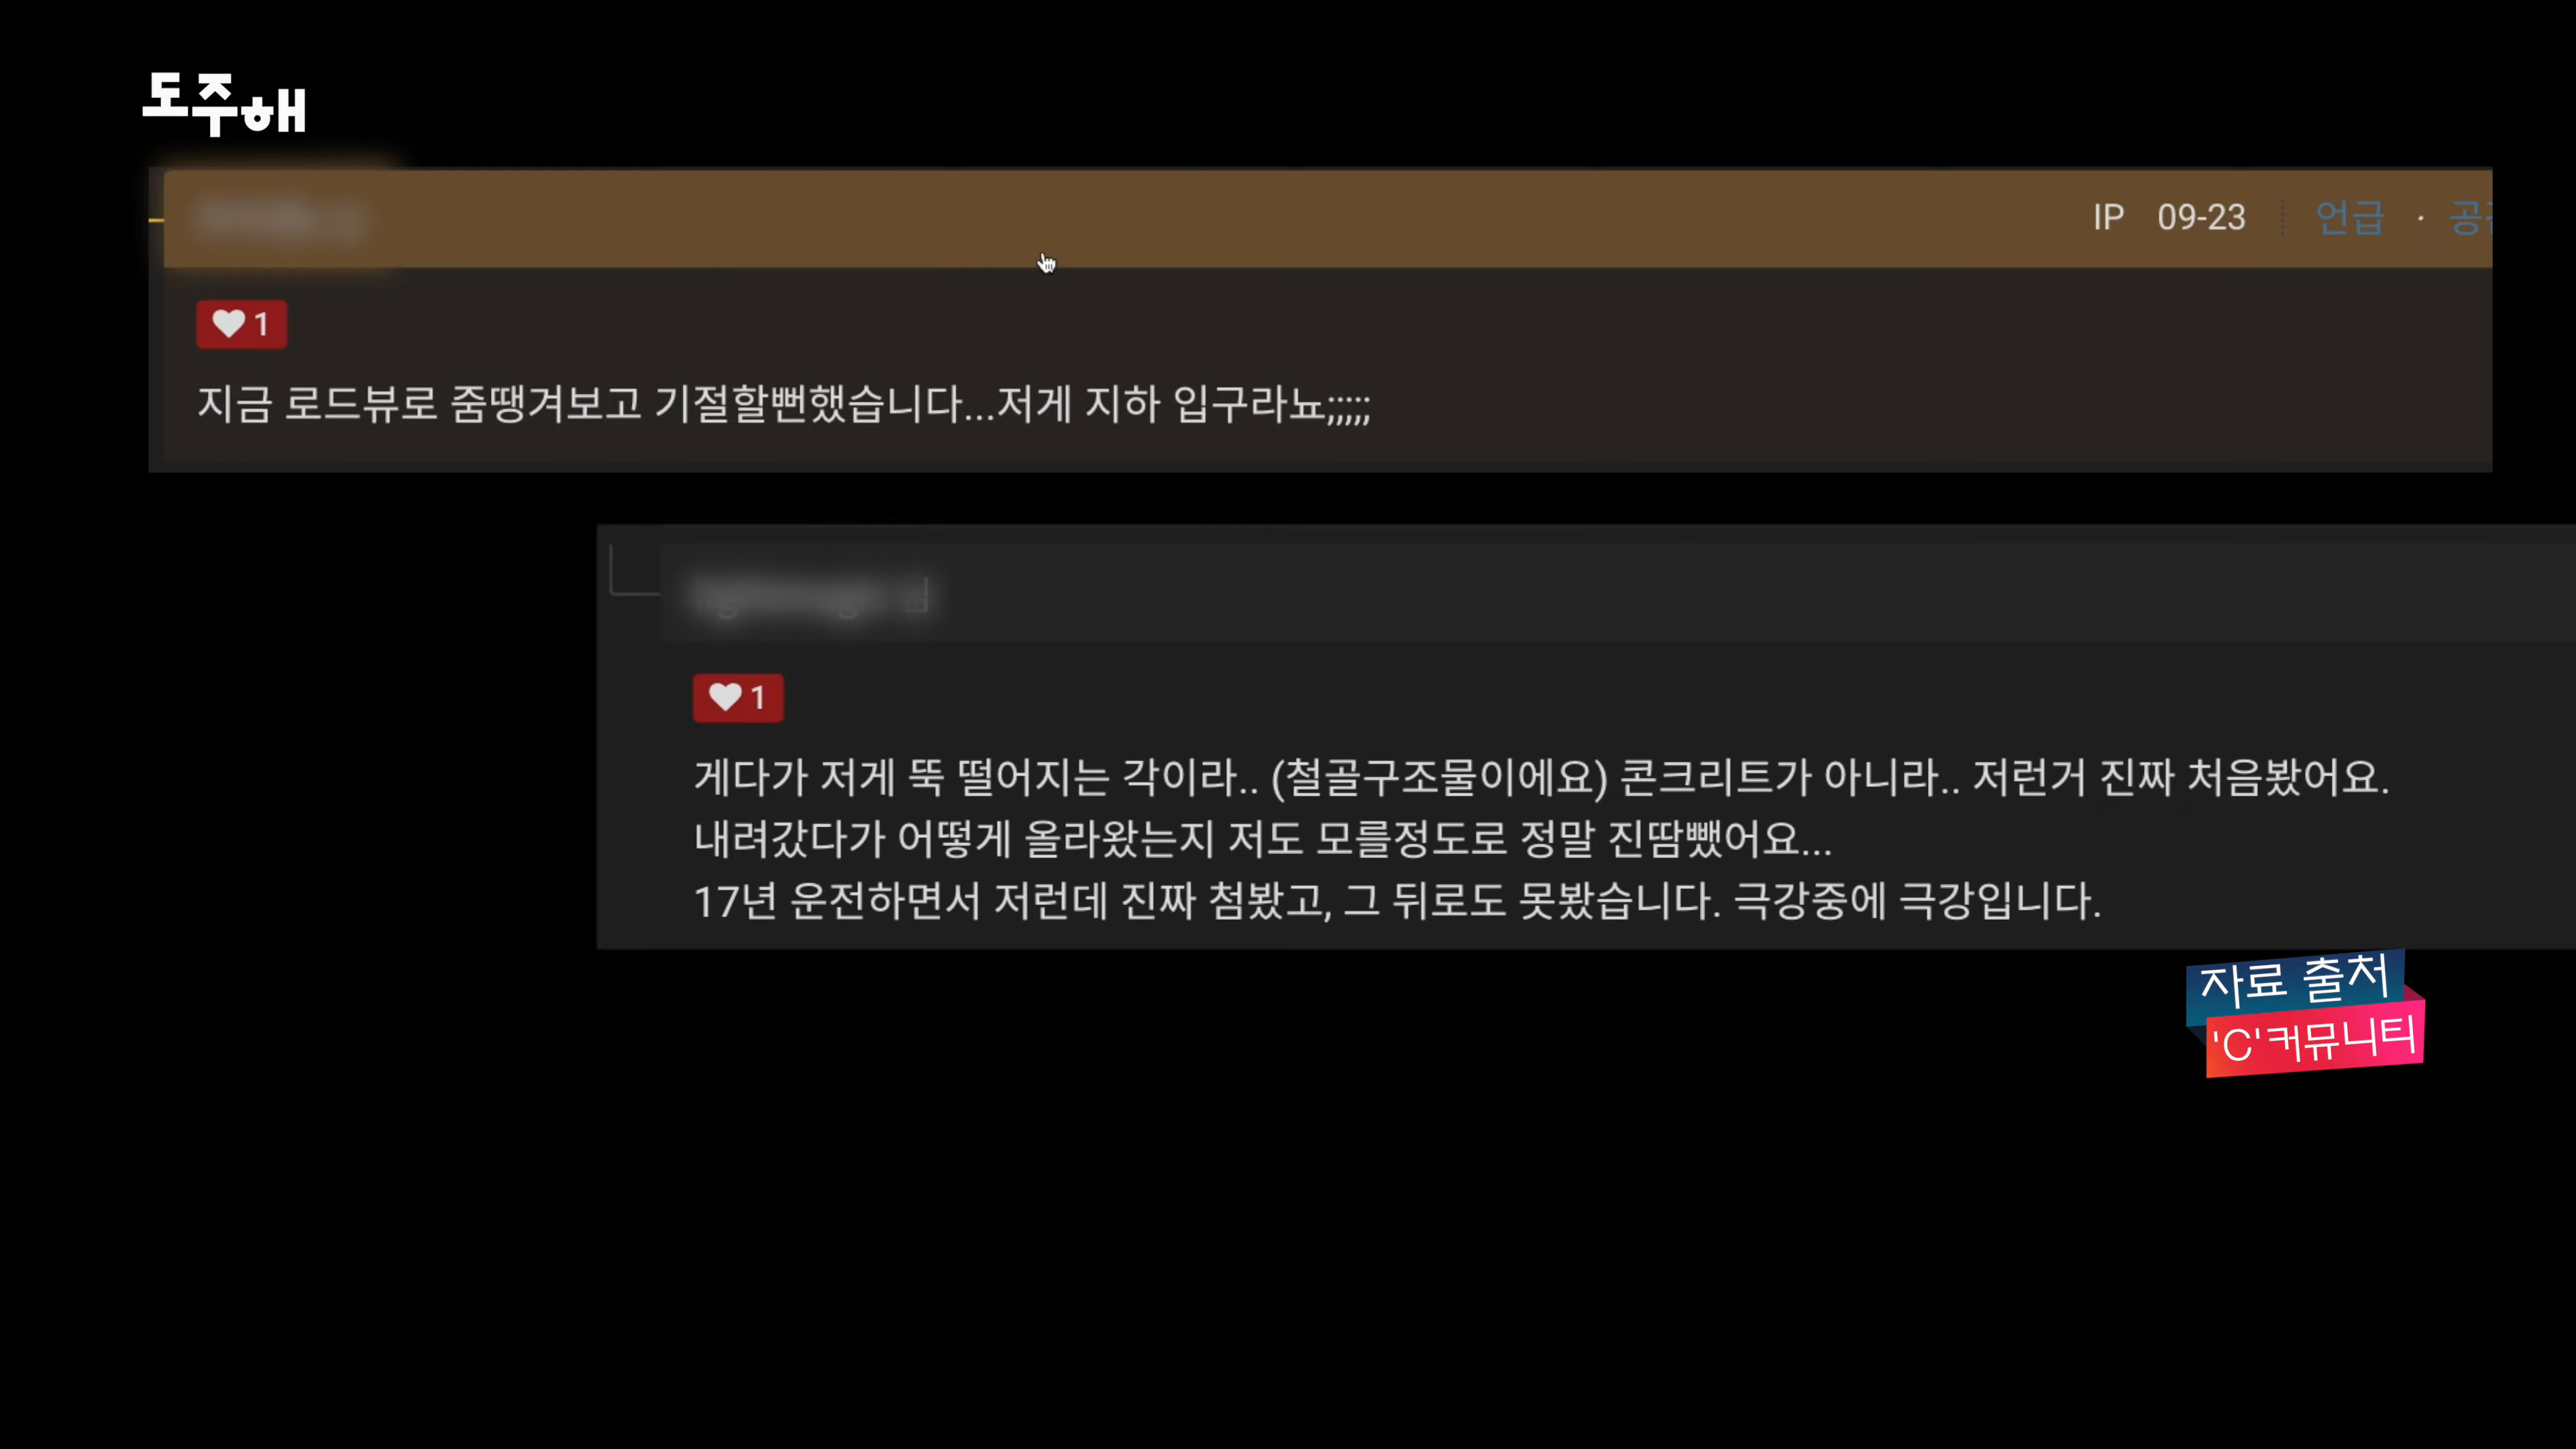 도주해
IP 09-23 언급 ·
1
지금 로드뷰로 줌땡겨보고 기절할뻔했습니다...저게 지하 입구라뇨;;;;;
님
1
게다가 저게 뚝 떨어지는 각이라.. (철골구조물이에요) 콘크리트가 아니라.. 저런거 진짜 처음봤어요.
내려갔다가 어떻게 올라왔는지 저도 모를정도로 정말 진땀뺐어요...
17년 운전하면서 저런데 진짜 첨봤고, 그 뒤로도 못봤습니다. 극강중에 극강입니다.
자료 출처
'C'커뮤니티